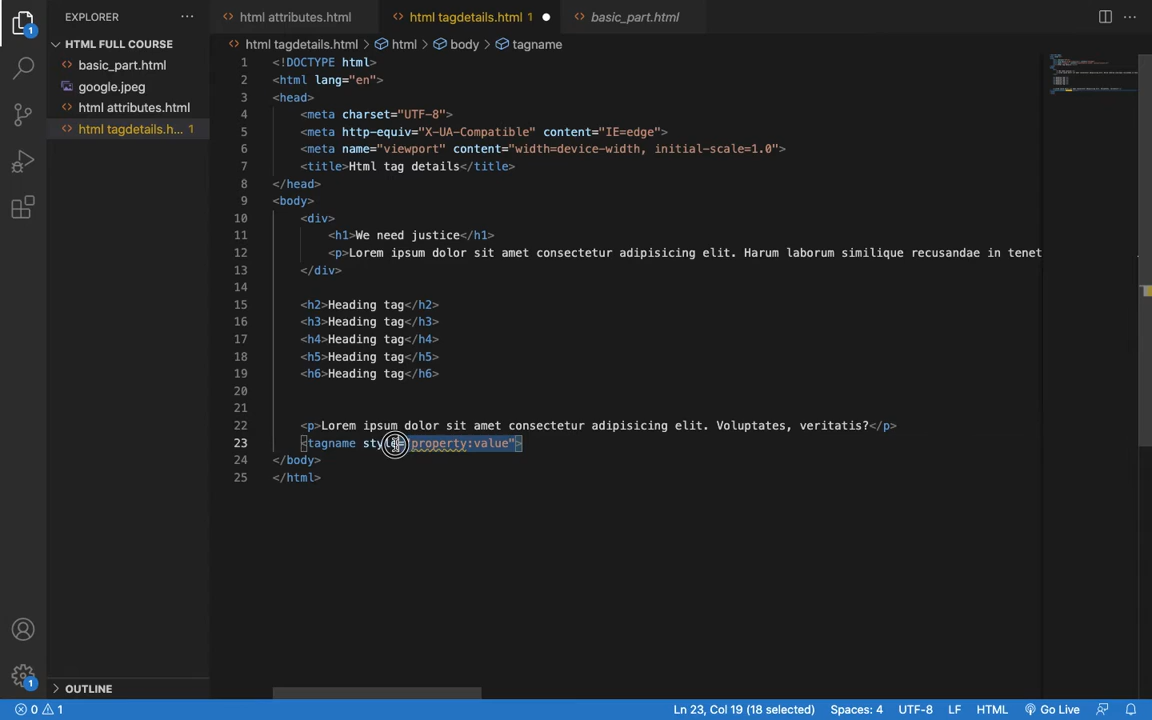 EXPLORER ...
HTML FULL COURSE
basic_part.html
google.jpeg
html attributes.html
html tagdetails.h... 1
OUTLINE
1
1
html attributes.html
html tagdetails.html 1
basic_part.html
html tagdetails.html > html > body > tagname
1 <!DOCTYPE html>
2 <html lang="en">
3 <head>
4 <meta charset="UTF-8">
5 <meta http-equiv="X-UA-Compatible" content="IE=edge">
6 <meta name="viewport" content="width=device-width, initial-scale=1.0">
7 <title>Html tag details</title>
8 </head>
9 <body>
10 <div>
11 <h1>We need justice</h1>
12 <p>Lorem ipsum dolor sit amet consectetur adipisicing elit. Harum laborum similique recusandae in tenet
13 </div>
14
15 <h2>Heading tag</h2>
16 <h3>Heading tag</h3>
17 <h4>Heading tag</h4>
18 <h5>Heading tag</h5>
19 <h6>Heading tag</h6>
20
21
22 <p>Lorem ipsum dolor sit amet consectetur adipisicing elit. Voluptates, veritatis?</p>
23 <tagname style="property:value">
24 </body>
25 </html>
0 1
Ln 23, Col 19 (18 selected) Spaces: 4 UTF-8 LF HTML Go Live